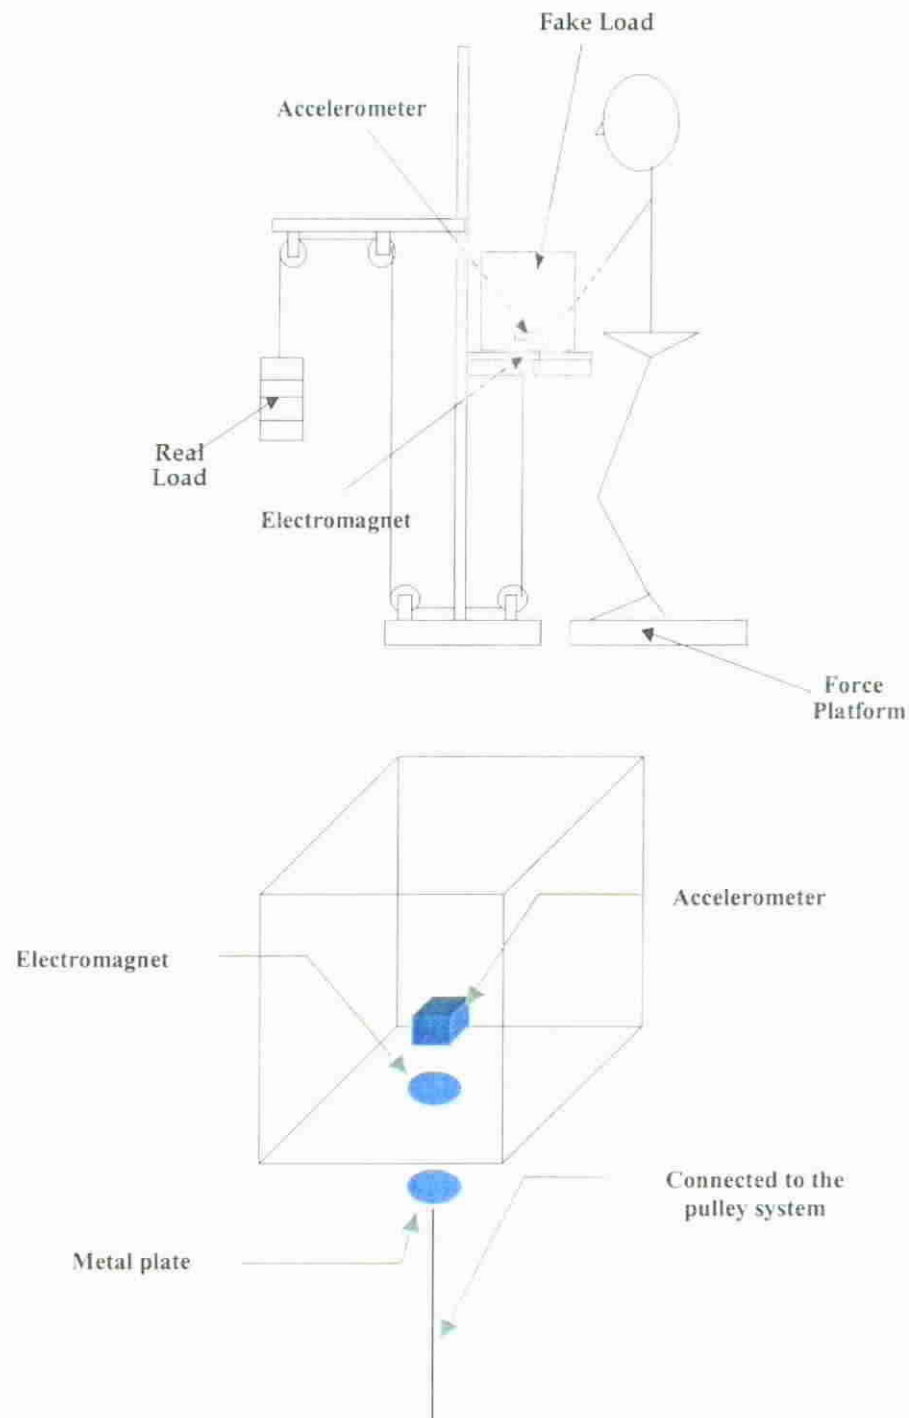 Fake Load
Accelerometer
Real
Load
Electromagnet
Force
Platform
Accelerometer
Electromagnet
Connected to the
pulley system
Metal plate